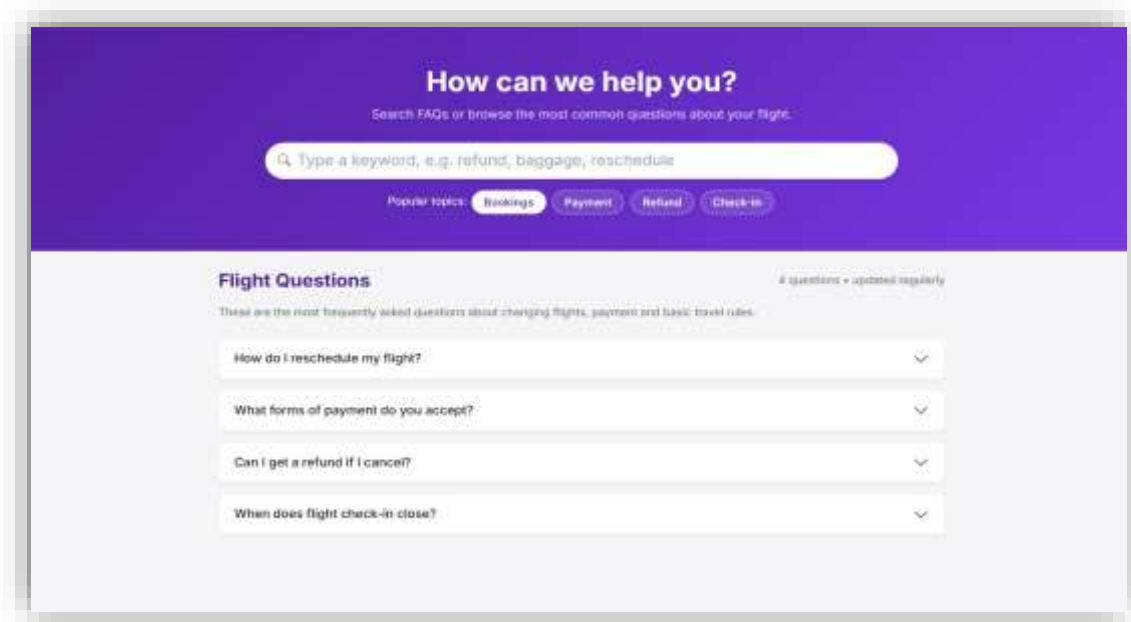 How can we help you?
Search FAQs or browse the most common questions about your flight.
Type a keyword, e.g. refund, baggage, reschedule
Popular topics: Bookings Payment Refund Check-in
Flight Questions
4 questions • updated regularly
These are the most frequently asked questions about changing flights, payment and basic travel rules.
How do I reschedule my flight?
What forms of payment do you accept?
Can I get a refund if I cancel?
When does flight check-in close?